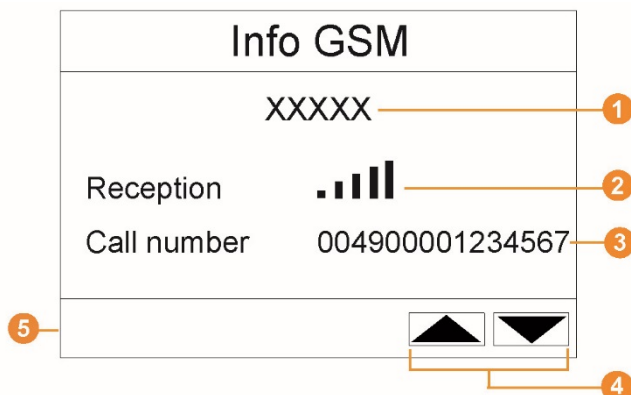 Info GSM
XXXXX
1
Reception
2
Call number 004900001234567
3
5
4